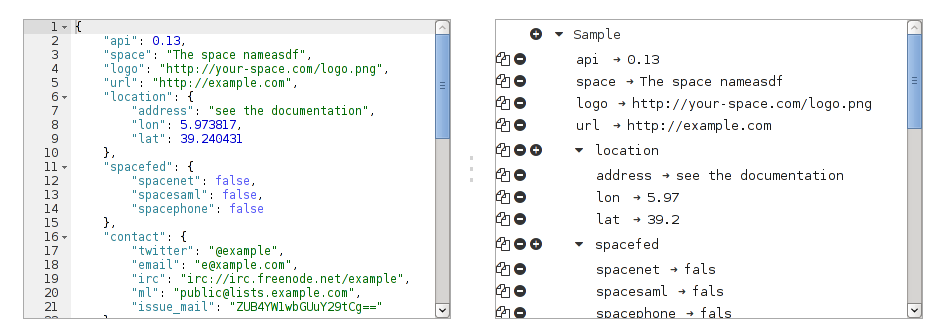 1 {
2 "api": 0.13,
3 "space": "The space nameasdf",
4 "logo": "http://your-space.com/logo.png",
5 "url": "http://example.com",
6 "location": {
7 "address": "see the documentation",
8 "lon": 5.973817,
9 "lat": 39.240431
10 },
11 "spacefed": {
12 "spacenet": false,
13 "spacesaml": false,
14 "spacephone": false
15 },
16 "contact": {
17 "twitter": "@example",
18 "email": "e@xample.com",
19 "irc": "irc://irc.freenode.net/example",
20 "ml": "public@lists.example.com",
21 "issue_mail": "ZUB4YW1wbGUuY29tCg=="
Sample
api → 0.13
space → The space nameasdf
logo → http://your-space.com/logo.png
url → http://example.com
location
address → see the documentation
lon → 5.97
lat → 39.2
spacefed
spacenet → fals
spacesaml → fals
spacephone → fals